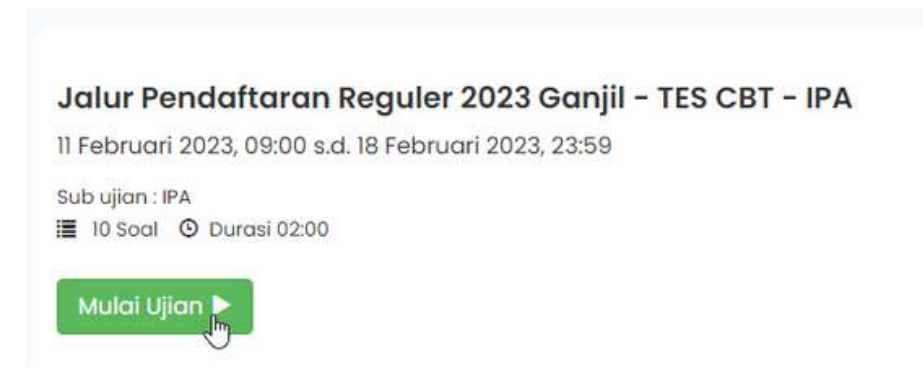 Jalur Pendaftaran Reguler 2023 Ganjil - TES CBT - IPA
11 Februari 2023, 09:00 s.d. 18 Februari 2023, 23:59
Sub ujian : IPA
10 Soal Durasi 02:00
Mulai Ujian